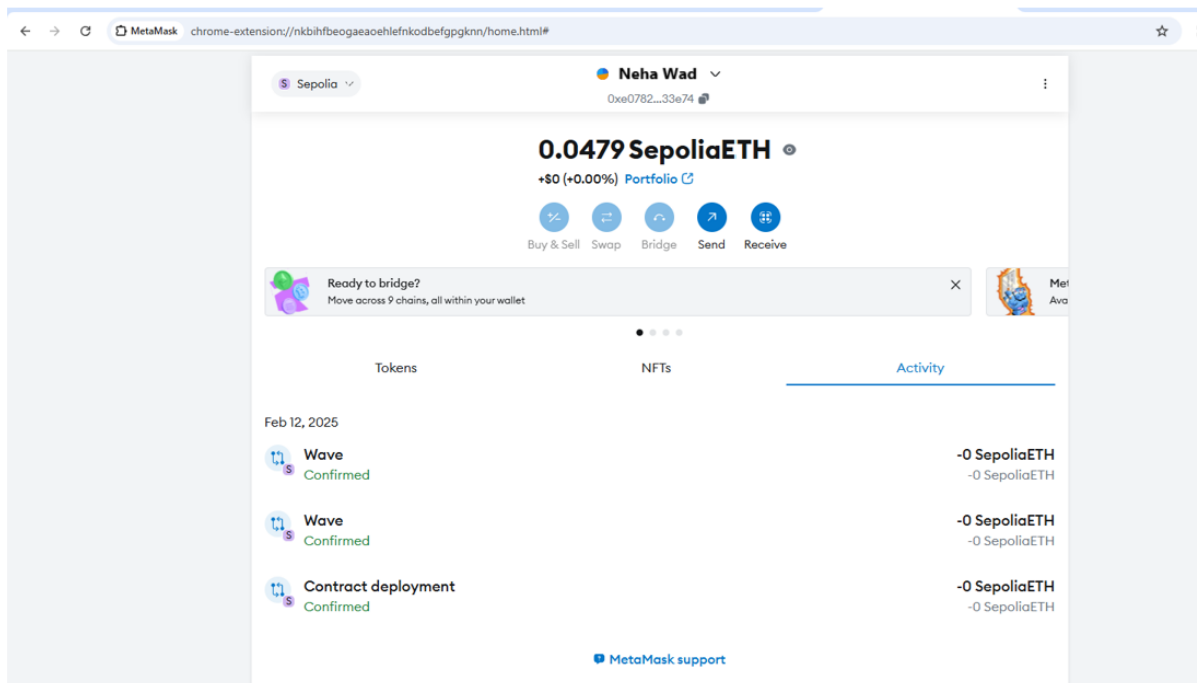 MetaMask chrome-extension://nkbihfbeogaeaoehlefnkodbefgpgknn/home.html#
S Sepolia Neha Wad
0xe0782...33e74
0.0479 SepoliaETH
+$0 (+0.00%) Portfolio
Buy & Sell Swap Bridge Send Receive
Ready to bridge? Met
Move across 9 chains, all within your wallet Ava
Tokens NFTs Activity
Feb 12, 2025
Wave -0 SepoliaETH
S Confirmed -0 SepoliaETH
Wave -0 SepoliaETH
S Confirmed -0 SepoliaETH
Contract deployment -0 SepoliaETH
S Confirmed -0 SepoliaETH
MetaMask support